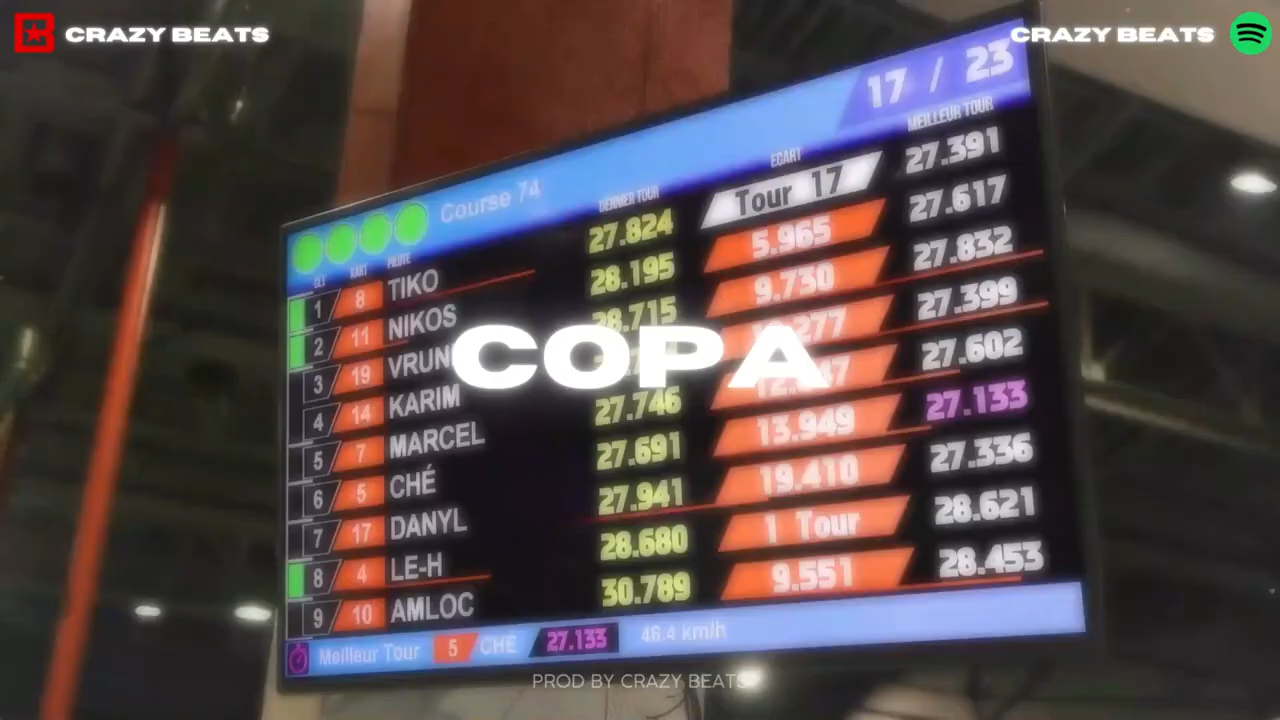 CRAZY BEATS
CRAZY BEATS
17 / 23
Course 74
CLT KART PILOTE DERNIER TOUR ECART MEILLEUR TOUR
1 8 TIKO 27.824 Tour 17 27.391
2 11 NIKOS 28.195 5.965 27.617
3 19 VRUN 28.715 9.730 27.832
4 14 KARIM 27.399
5 7 MARCEL 27.746 27.602
6 5 CHÉ 27.691 13.949 27.133
7 17 DANYL 27.941 19.410 27.336
8 4 LE-H 28.680 1 Tour 28.621
9 10 AMLOC 30.789 9.551 28.453
COPA
Meilleur Tour 5 CHÉ 27.133 46.4 km/h
PROD BY CRAZY BEATS